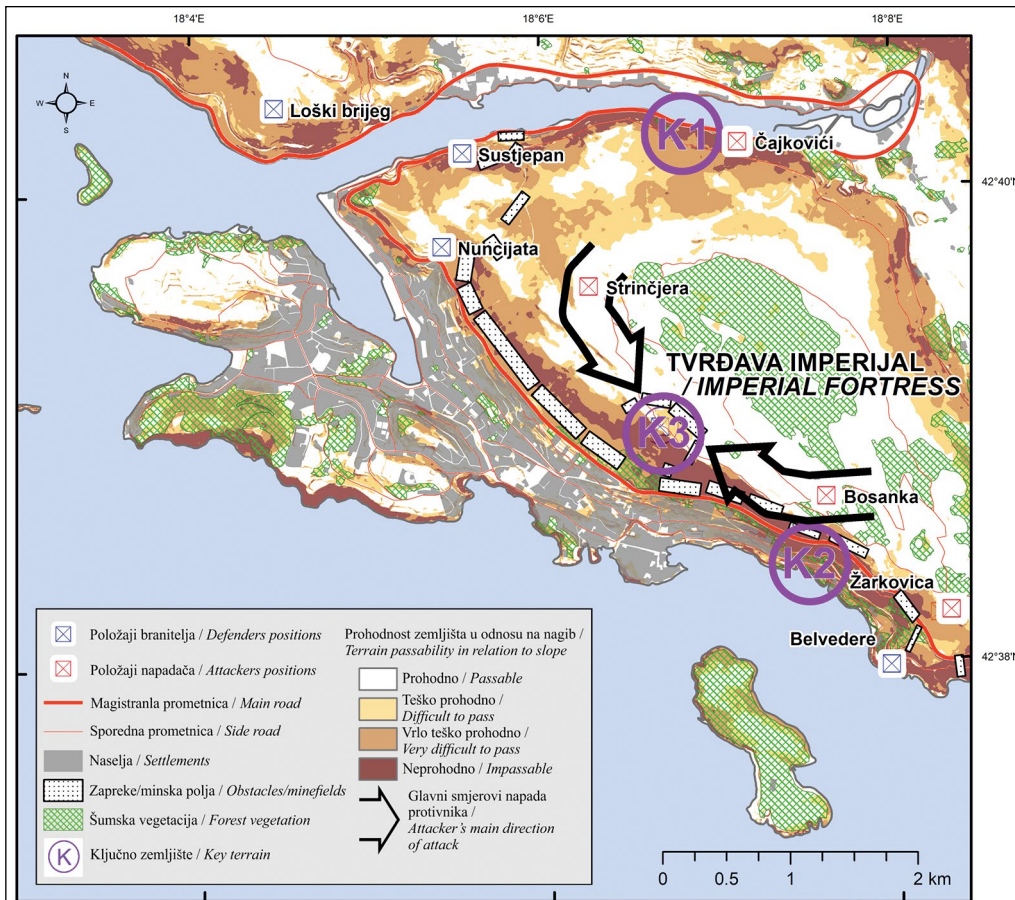 18°4'E
18°6'E
18°8'E
N
W
E
S
Loški brijeg
K1
Čajkovići
Sustjepan
42°40'N
Nuncijata
Strinčjera
TVRĐAVA IMPERIJAL
/ IMPERIAL FORTRESS
K3
Bosanka
K2
Žarkovica
Belvedere
42°38'N
Položaji branitelja / Defenders positions
Položaji napadača / Attackers positions
Magistranla prometnica / Main road
Sporedna prometnica / Side road
Naselja / Settlements
Zapreke/minska polja / Obstacles/minefields
Šumska vegetacija / Forest vegetation
K
Ključno zemljište / Key terrain
Prohodnost zemljišta u odnosu na nagib /
Terrain passability in relation to slope
Prohodno / Passable
Teško prohodno /
Difficult to pass
Vrlo teško prohodno /
Very difficult to pass
Neprohodno / Impassable
Glavni smjerovi napada
protivnika /
Attacker's main direction
of attack
0 0.5 1 2 km